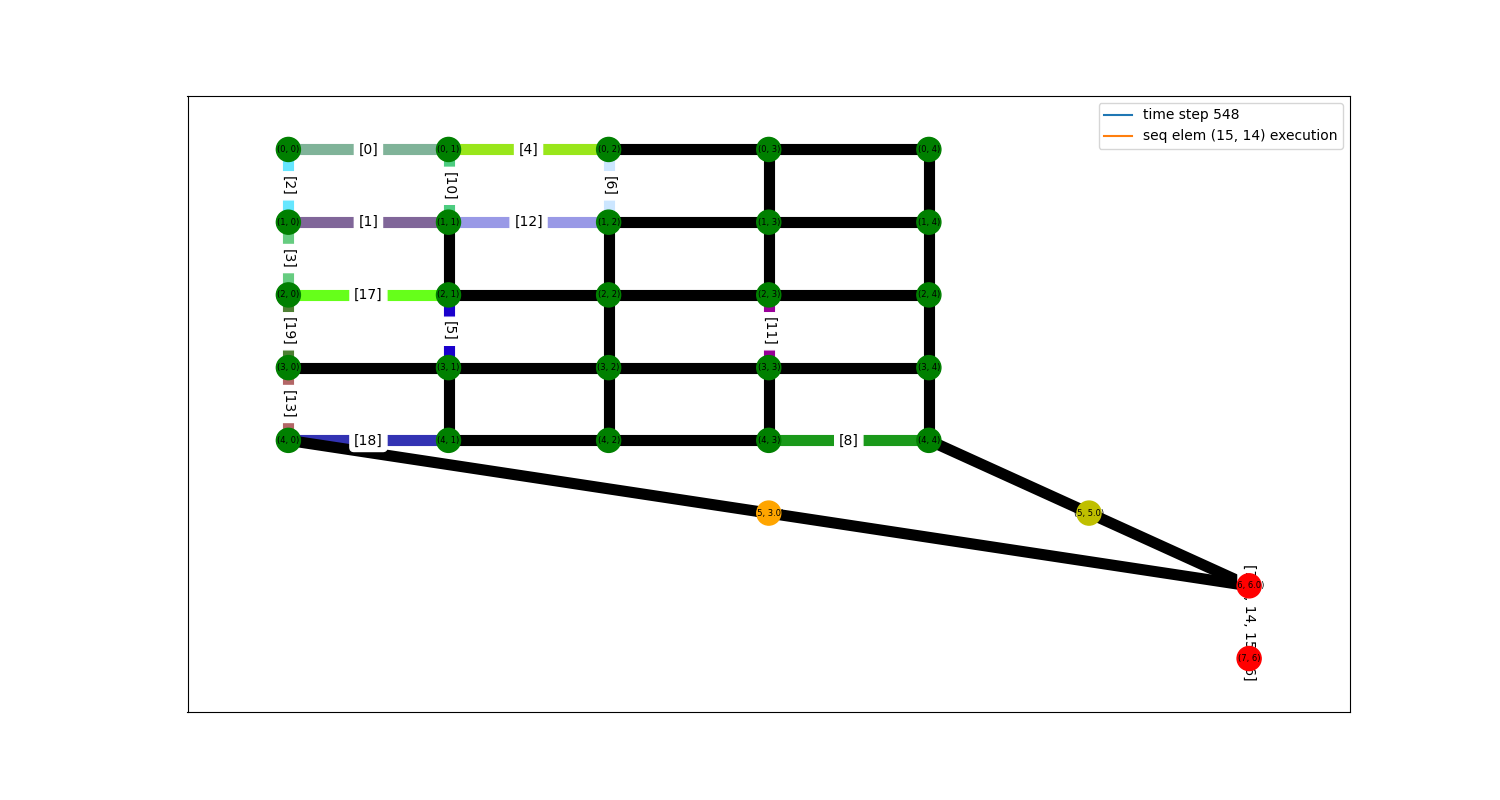 time step 548
seq elem (15, 14) execution
(0, 0) [0] (0, 1) [4] (0, 2) (0, 3) (0, 4)
[2] [10] [6]
(1, 0) [1] (1, 1) [12] (1, 2) (1, 3) (1, 4)
[3]
(2, 0) [17] (2, 1) (2, 2) (2, 3) (2, 4)
[19] [5] [11]
(3, 0) (3, 1) (3, 2) (3, 3) (3, 4)
[13]
(4, 0) [18] (4, 1) (4, 2) (4, 3) [8] (4, 4)
(5, 3.0) (5, 5.0)
(6, 6.0)
14, 15
(7, 6)